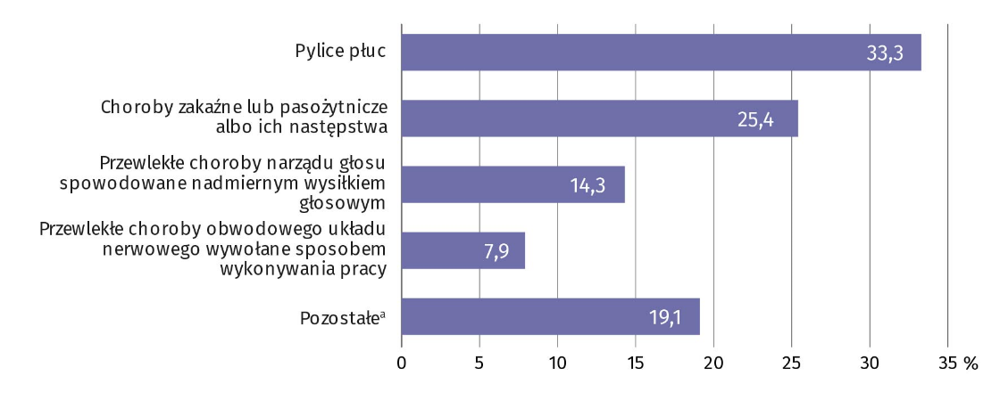 Pylice płuc
33,3
Choroby zakaźne lub pasożytnicze
albo ich następstwa
25,4
Przewlekłe choroby narządu głosu
spowodowane nadmiernym wysiłkiem
głosowym
14,3
Przewlekłe choroby obwodowego układu
nerwowego wywołane sposobem
wykonywania pracy
7,9
Pozostałeᵃ
19,1
0 5 10 15 20 25 30 35 %